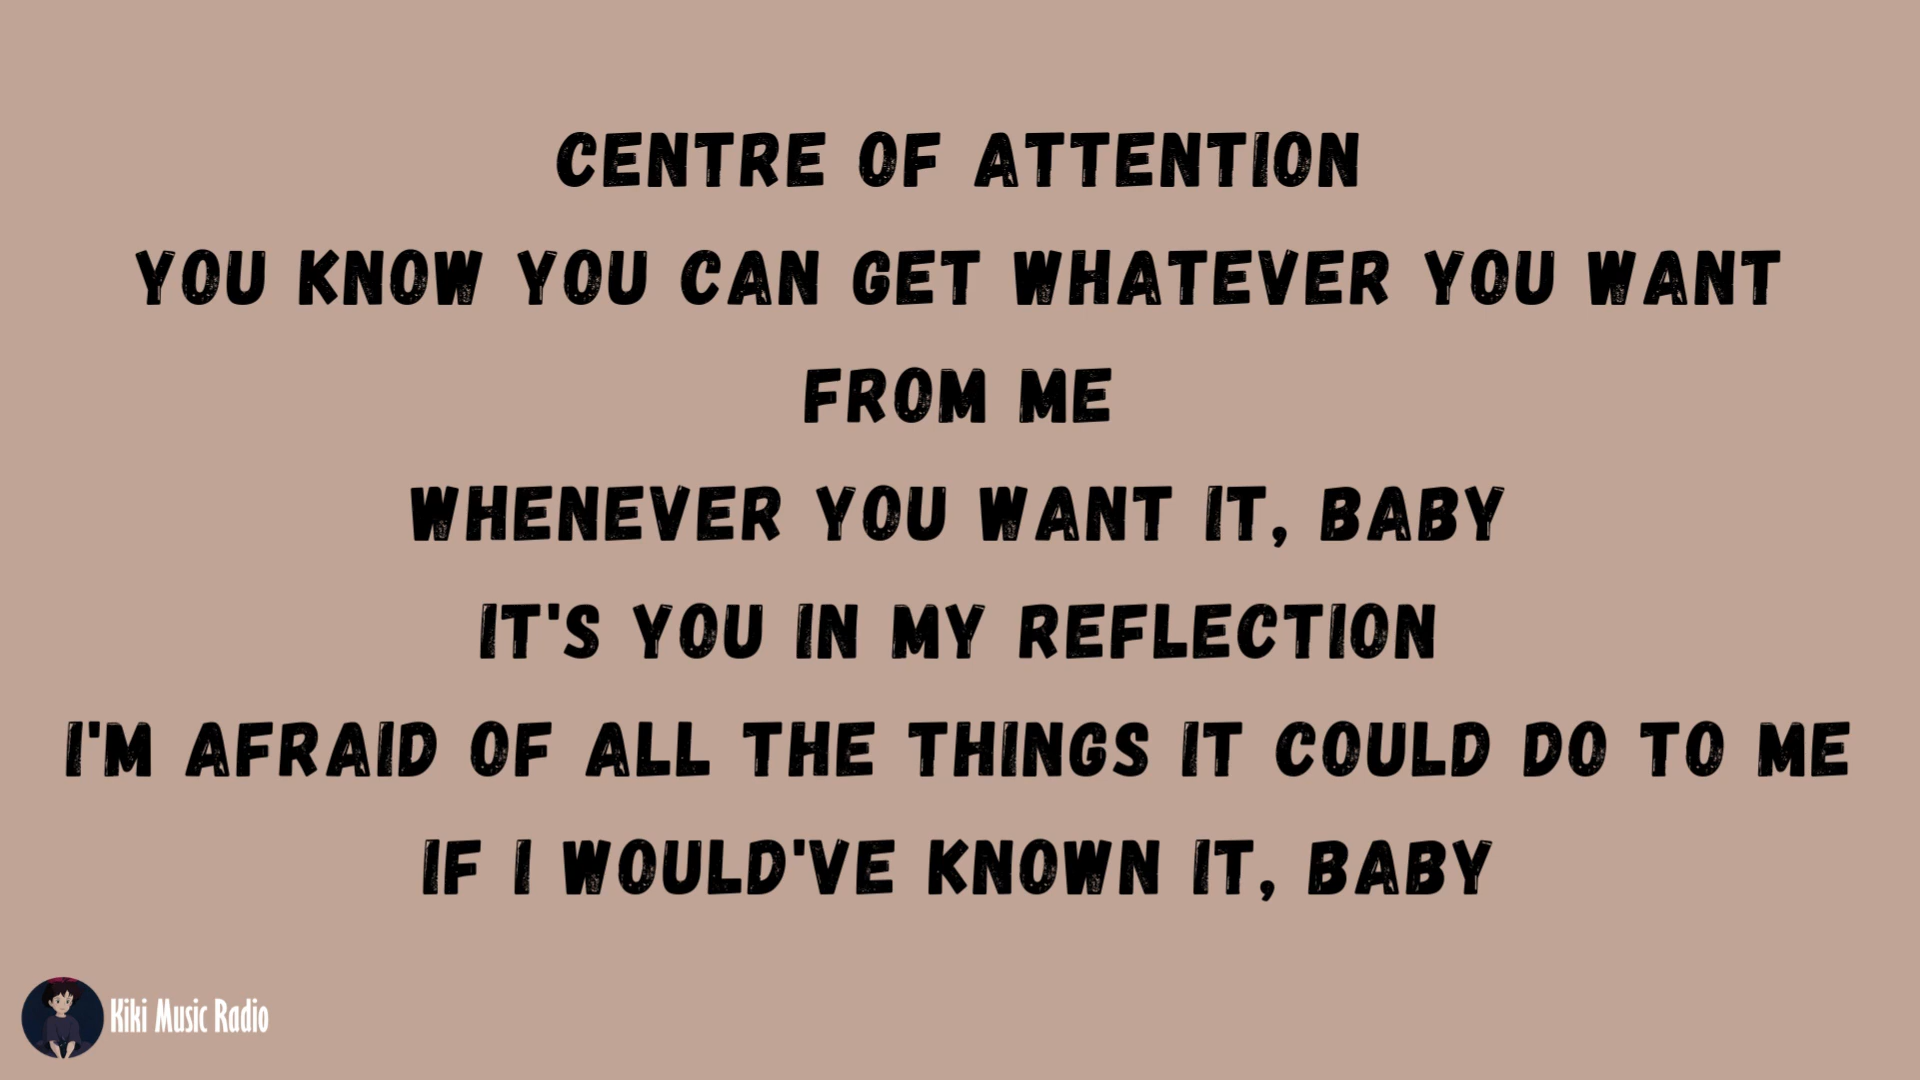 CENTRE OF ATTENTION
YOU KNOW YOU CAN GET WHATEVER YOU WANT
FROM ME
WHENEVER YOU WANT IT, BABY
IT'S YOU IN MY REFLECTION
I'M AFRAID OF ALL THE THINGS IT COULD DO TO ME
IF I WOULD'VE KNOWN IT, BABY
Kiki Music Radio